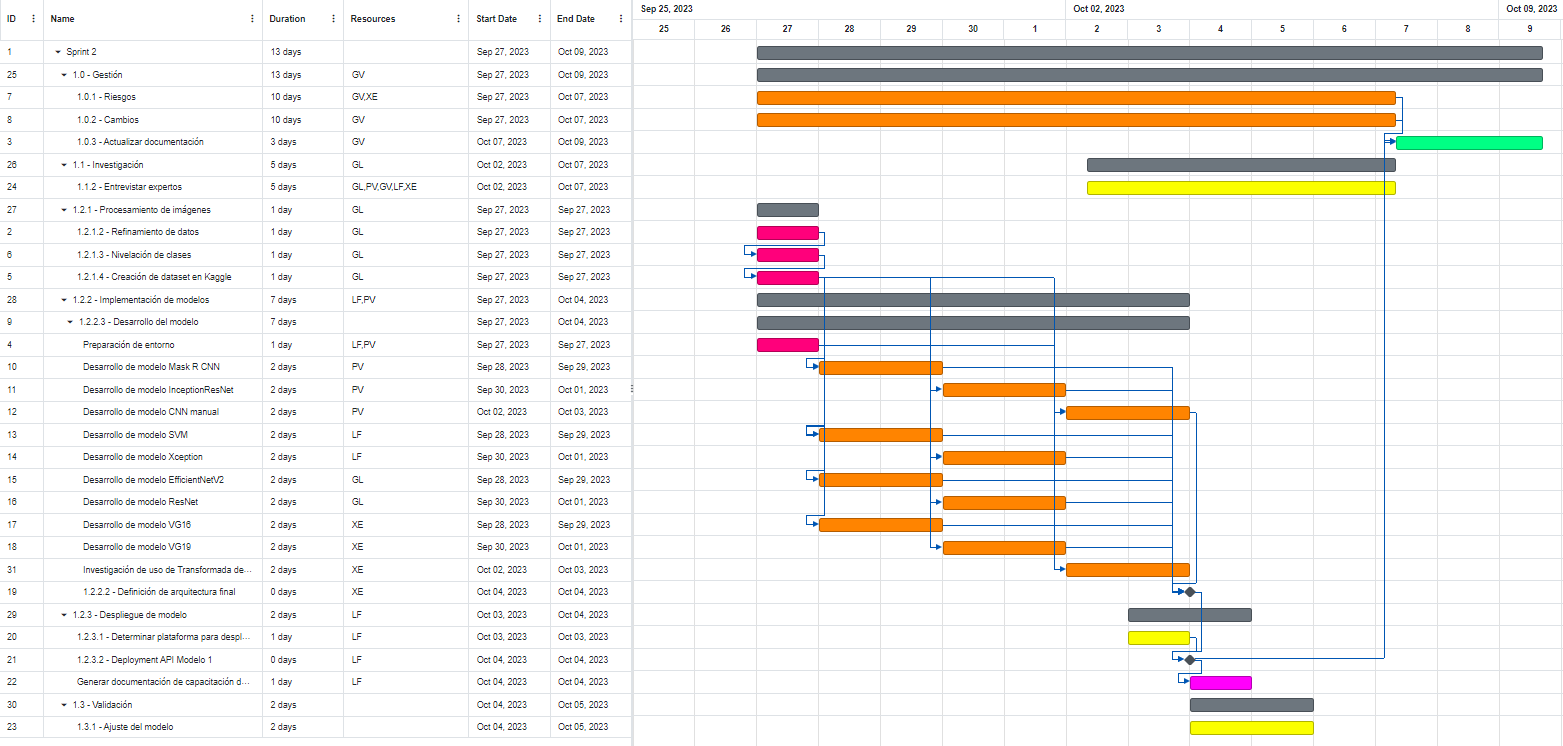 Sep 25, 2023 Oct 02, 2023 Oct 09, 2023
ID Name Duration Resources Start Date End Date 25 26 27 28 29 30 1 2 3 4 5 6 7 8 9
1 Sprint 2 13 days Sep 27, 2023 Oct 09, 2023
25 1.0 - Gestión 13 days GV Sep 27, 2023 Oct 09, 2023
7 1.0.1 - Riesgos 10 days GV,XE Sep 27, 2023 Oct 07, 2023
8 1.0.2 - Cambios 10 days GV Sep 27, 2023 Oct 07, 2023
3 1.0.3 - Actualizar documentación 3 days GV Oct 07, 2023 Oct 09, 2023
26 1.1 - Investigación 5 days GL Oct 02, 2023 Oct 07, 2023
24 1.1.2 - Entrevistar expertos 5 days GL,PV,GV,LF,XE Oct 02, 2023 Oct 07, 2023
27 1.2.1 - Procesamiento de imágenes 1 day GL Sep 27, 2023 Sep 27, 2023
2 1.2.1.2 - Refinamiento de datos 1 day GL Sep 27, 2023 Sep 27, 2023
6 1.2.1.3 - Nivelación de clases 1 day GL Sep 27, 2023 Sep 27, 2023
5 1.2.1.4 - Creación de dataset en Kaggle 1 day GL Sep 27, 2023 Sep 27, 2023
28 1.2.2 - Implementación de modelos 7 days LF,PV Sep 27, 2023 Oct 04, 2023
9 1.2.2.3 - Desarrollo del modelo 7 days Sep 27, 2023 Oct 04, 2023
4 Preparación de entorno 1 day LF,PV Sep 27, 2023 Sep 27, 2023
10 Desarrollo de modelo Mask R CNN 2 days PV Sep 28, 2023 Sep 29, 2023
11 Desarrollo de modelo InceptionResNet 2 days PV Sep 30, 2023 Oct 01, 2023
12 Desarrollo de modelo CNN manual 2 days PV Oct 02, 2023 Oct 03, 2023
13 Desarrollo de modelo SVM 2 days LF Sep 28, 2023 Sep 29, 2023
14 Desarrollo de modelo Xception 2 days LF Sep 30, 2023 Oct 01, 2023
15 Desarrollo de modelo EfficientNetV2 2 days GL Sep 28, 2023 Sep 29, 2023
16 Desarrollo de modelo ResNet 2 days GL Sep 30, 2023 Oct 01, 2023
17 Desarrollo de modelo VG16 2 days XE Sep 28, 2023 Sep 29, 2023
18 Desarrollo de modelo VG19 2 days XE Sep 30, 2023 Oct 01, 2023
31 Investigación de uso de Transformada de... 2 days XE Oct 02, 2023 Oct 03, 2023
19 1.2.2.2 - Definición de arquitectura final 0 days XE Oct 04, 2023 Oct 04, 2023
29 1.2.3 - Despliegue de modelo 2 days LF Oct 03, 2023 Oct 04, 2023
20 1.2.3.1 - Determinar plataforma para despl... 1 day LF Oct 03, 2023 Oct 03, 2023
21 1.2.3.2 - Deployment API Modelo 1 0 days LF Oct 04, 2023 Oct 04, 2023
22 Generar documentación de capacitación d... 1 day LF Oct 04, 2023 Oct 04, 2023
30 1.3 - Validación 2 days Oct 04, 2023 Oct 05, 2023
23 1.3.1 - Ajuste del modelo 2 days Oct 04, 2023 Oct 05, 2023